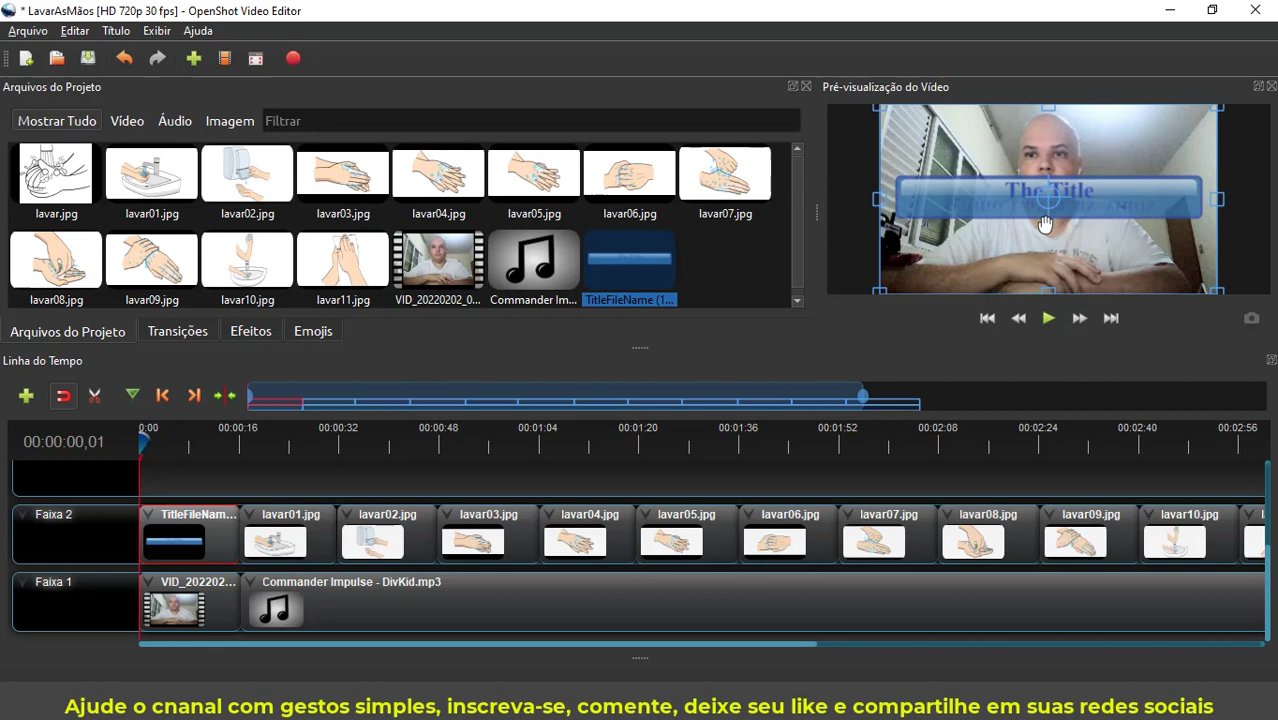 * LavarAsMãos [HD 720p 30 fps] - OpenShot Video Editor
Arquivo Editar Título Exibir Ajuda
Arquivos do Projeto
Pré-visualização do Vídeo
Mostrar Tudo Vídeo Áudio Imagem Filtrar
The Title
lavar.jpg lavar01.jpg lavar02.jpg lavar03.jpg lavar04.jpg lavar05.jpg lavar06.jpg lavar07.jpg
lavar08.jpg lavar09.jpg lavar10.jpg lavar11.jpg VID_20220202_0... Commander Im... TitleFileName (1...
Arquivos do Projeto Transições Efeitos Emojis
Linha do Tempo
00:00:00,01
0:00 00:00:16 00:00:32 00:00:48 00:01:04 00:01:20 00:01:36 00:01:52 00:02:08 00:02:24 00:02:40 00:02:56
Faixa 2 TitleFileNam... lavar01.jpg lavar02.jpg lavar03.jpg lavar04.jpg lavar05.jpg lavar06.jpg lavar07.jpg lavar08.jpg lavar09.jpg lavar10.jpg
Faixa 1 VID_202202... Commander Impulse - DivKid.mp3
Ajude o cnanal com gestos simples, inscreva-se, comente, deixe seu like e compartilhe em suas redes sociais